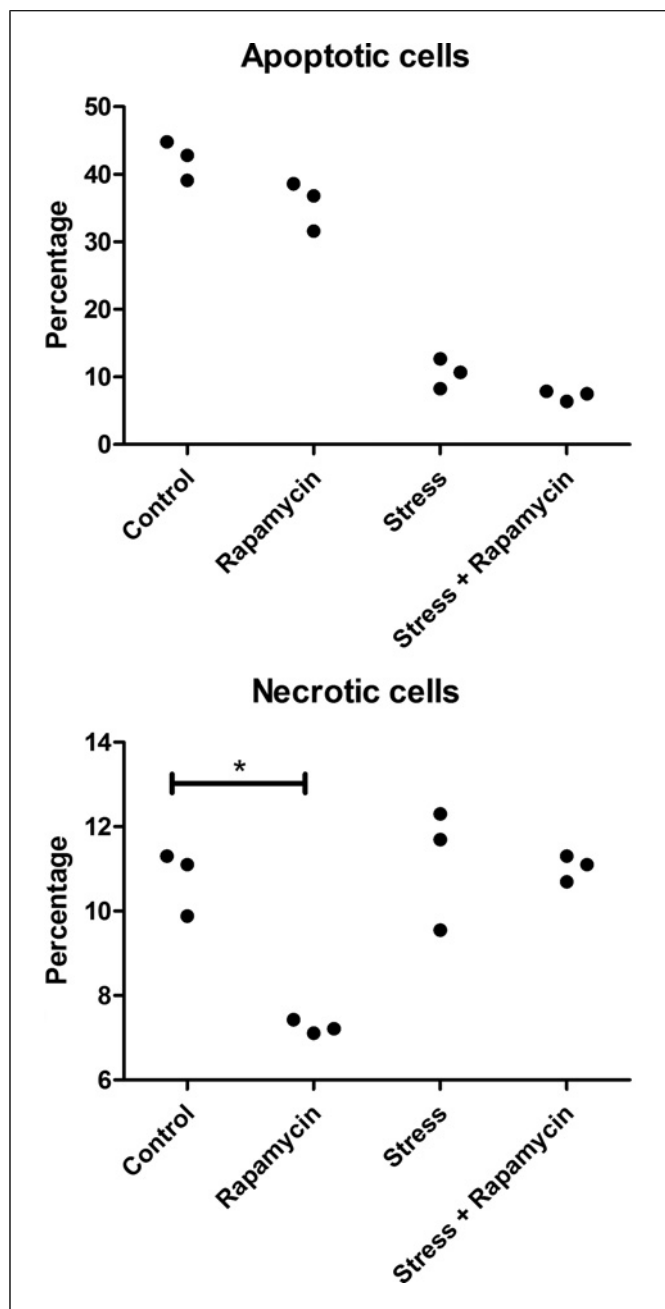 Apoptotic cells
Percentage
50
40
30
20
10
0
Control
Rapamycin
Stress
Stress + Rapamycin
Necrotic cells
Percentage
14
12
10
8
6
*
Control
Rapamycin
Stress
Stress + Rapamycin